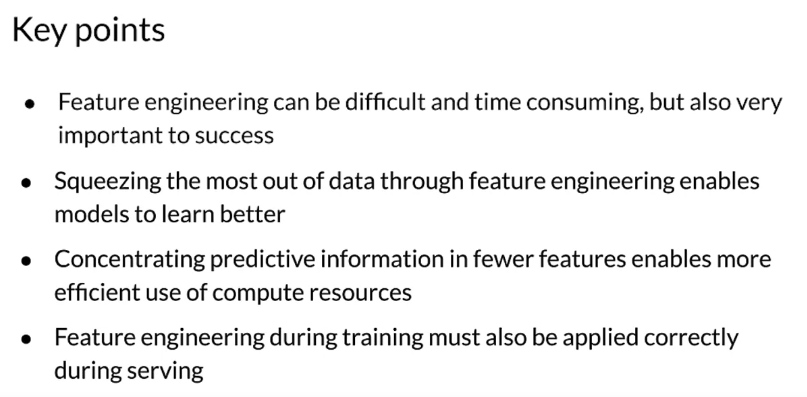 Key points
• Feature engineering can be difficult and time consuming, but also very
important to success
• Squeezing the most out of data through feature engineering enables
models to learn better
• Concentrating predictive information in fewer features enables more
efficient use of compute resources
• Feature engineering during training must also be applied correctly
during serving